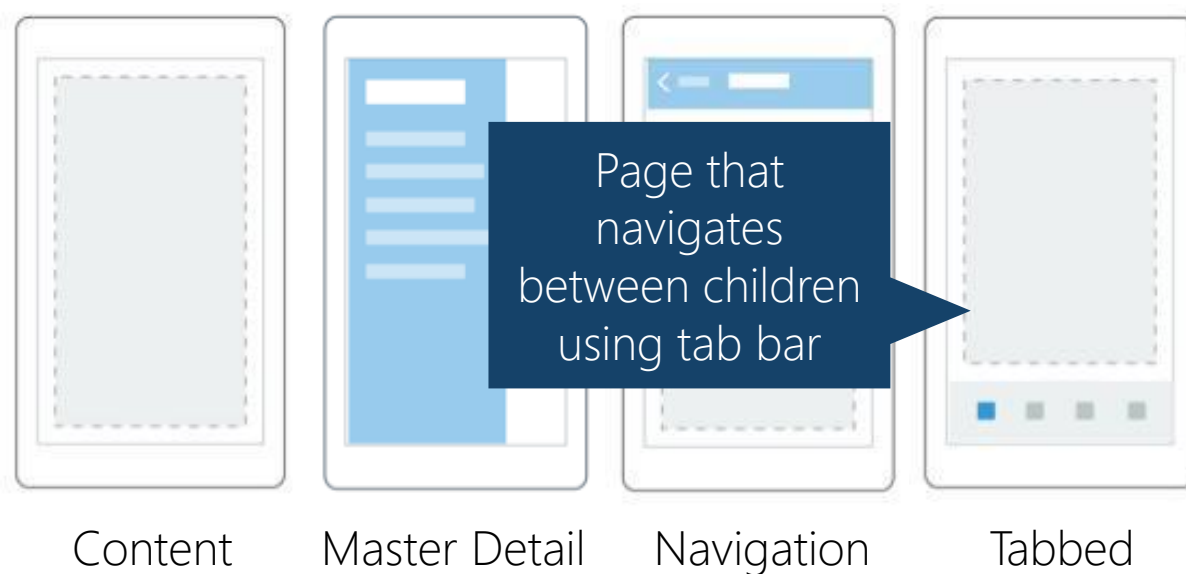 Page that
navigates
between children
using tab bar
Content
Master Detail
Navigation
Tabbed